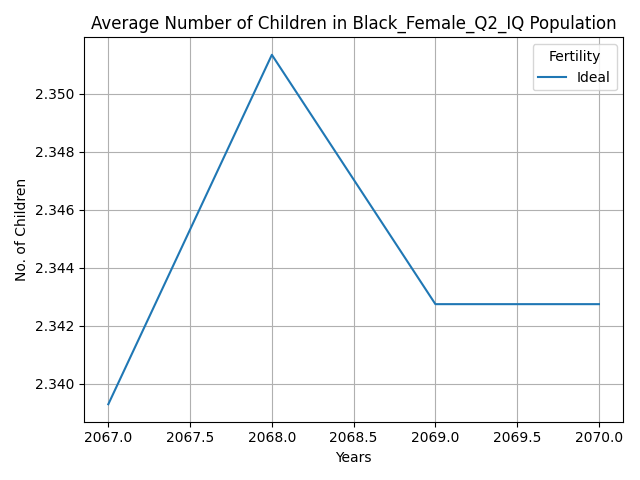 Average Number of Children in Black_Female_Q2_IQ Population
Fertility
Ideal
No. of Children
2.350
2.348
2.346
2.344
2.342
2.340
2067.0 2067.5 2068.0 2068.5 2069.0 2069.5 2070.0
Years